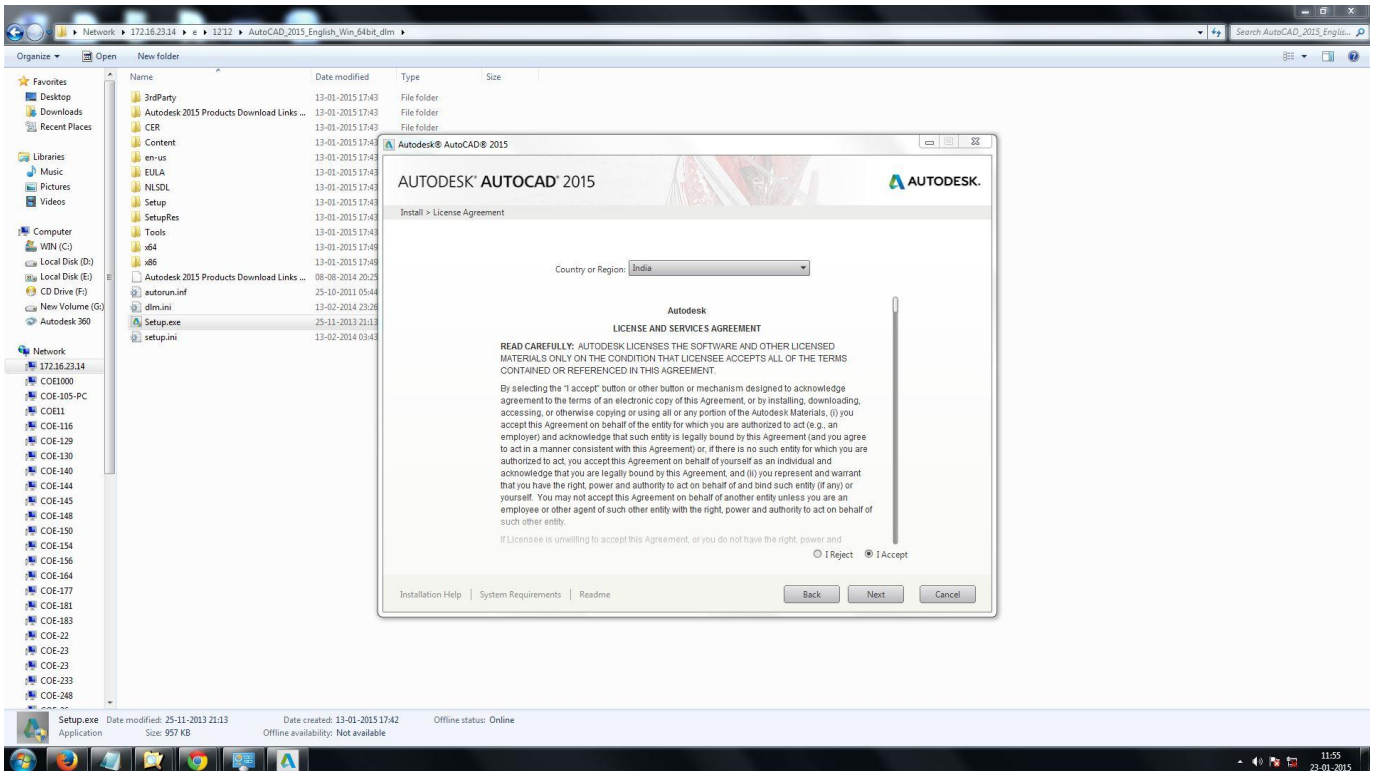 Network ▸ 172.16.23.14 ▸ e ▸ 1212 ▸ AutoCAD_2015_English_Win_64bit_dlm ▸
Search AutoCAD_2015_Englis...
Organize Open New folder
Name Date modified Type Size
Favorites
Desktop
Downloads
Recent Places
Libraries
Music
Pictures
Videos
Computer
WIN (C:)
Local Disk (D:)
Local Disk (E:)
CD Drive (F:)
New Volume (G:)
Autodesk 360
Network
172.16.23.14
COE1000
COE-105-PC
COE11
COE-116
COE-129
COE-130
COE-140
COE-144
COE-145
COE-148
COE-150
COE-154
COE-156
COE-164
COE-177
COE-181
COE-183
COE-22
COE-23
COE-23
COE-233
COE-248
3rdParty 13-01-2015 17:43 File folder
Autodesk 2015 Products Download Links ... 13-01-2015 17:43 File folder
CER 13-01-2015 17:43 File folder
Content 13-01-2015 17:43
en-us 13-01-2015 17:43
EULA 13-01-2015 17:43
NLSDL 13-01-2015 17:43
Setup 13-01-2015 17:43
SetupRes 13-01-2015 17:43
Tools 13-01-2015 17:43
x64 13-01-2015 17:49
x86 13-01-2015 17:49
Autodesk 2015 Products Download Links ... 08-08-2014 20:25
autorun.inf 25-10-2011 05:44
dlm.ini 13-02-2014 23:26
Setup.exe 25-11-2013 21:13
setup.ini 13-02-2014 03:43
Autodesk® AutoCAD® 2015
AUTODESK® AUTOCAD® 2015
AUTODESK.
Install > License Agreement
Country or Region: India
Autodesk
LICENSE AND SERVICES AGREEMENT
READ CAREFULLY: AUTODESK LICENSES THE SOFTWARE AND OTHER LICENSED
MATERIALS ONLY ON THE CONDITION THAT LICENSEE ACCEPTS ALL OF THE TERMS
CONTAINED OR REFERENCED IN THIS AGREEMENT.
By selecting the "I accept" button or other button or mechanism designed to acknowledge
agreement to the terms of an electronic copy of this Agreement, or by installing, downloading,
accessing, or otherwise copying or using all or any portion of the Autodesk Materials, (i) you
accept this Agreement on behalf of the entity for which you are authorized to act (e.g., an
employer) and acknowledge that such entity is legally bound by this Agreement (and you agree
to act in a manner consistent with this Agreement) or, if there is no such entity for which you are
authorized to act, you accept this Agreement on behalf of yourself as an individual and
acknowledge that you are legally bound by this Agreement, and (ii) you represent and warrant
that you have the right, power and authority to act on behalf of and bind such entity (if any) or
yourself. You may not accept this Agreement on behalf of another entity unless you are an
employee or other agent of such other entity with the right, power and authority to act on behalf of
such other entity.
If Licensee is unwilling to accept this Agreement, or you do not have the right, power and
I Reject I Accept
Installation Help | System Requirements | Readme
Back Next Cancel
Setup.exe Date modified: 25-11-2013 21:13 Date created: 13-01-2015 17:42 Offline status: Online
Application Size: 957 KB Offline availability: Not available
11:55
23-01-2015